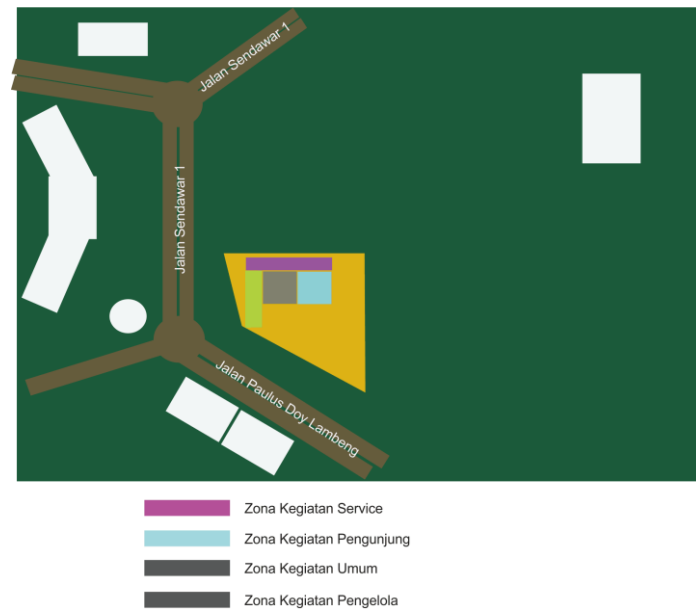 Jalan Sendawar 1
Jalan Sendawar 1
Jalan Paulus Doy Lambeng
Zona Kegiatan Service
Zona Kegiatan Pengunjung
Zona Kegiatan Umum
Zona Kegiatan Pengelola